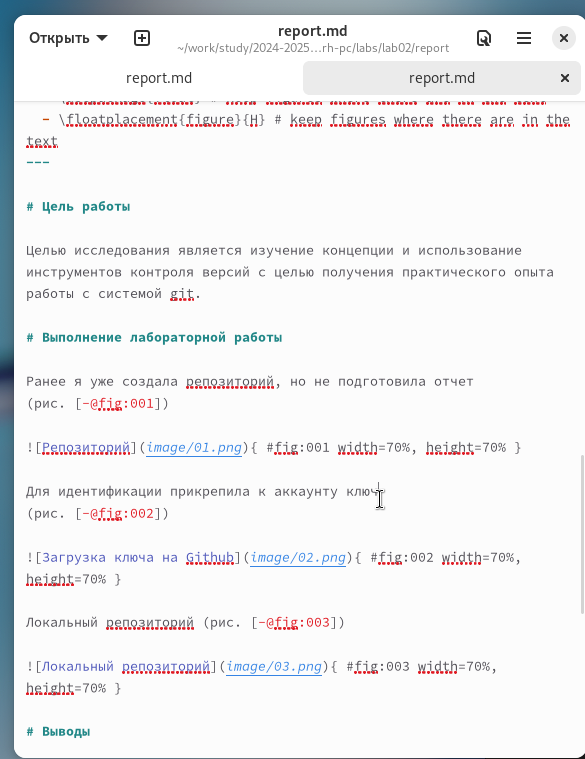 Открыть
report.md
~/work/study/2024-2025…rh-pc/labs/lab02/report
report.md
report.md
- \floatplacement{figure}{H} # keep figures where there are in the
text
---
# Цель работы
Целью исследования является изучение концепции и использование
инструментов контроля версий с целью получения практического опыта
работы с системой git.
# Выполнение лабораторной работы
Ранее я уже создала репозиторий, но не подготовила отчет
(рис. [-@fig:001])
![Репозиторий](image/01.png){ #fig:001 width=70%, height=70% }
Для идентификации прикрепила к аккаунту ключ
(рис. [-@fig:002])
![Загрузка ключа на Github](image/02.png){ #fig:002 width=70%,
height=70% }
Локальный репозиторий (рис. [-@fig:003])
![Локальный репозиторий](image/03.png){ #fig:003 width=70%,
height=70% }
# Выводы